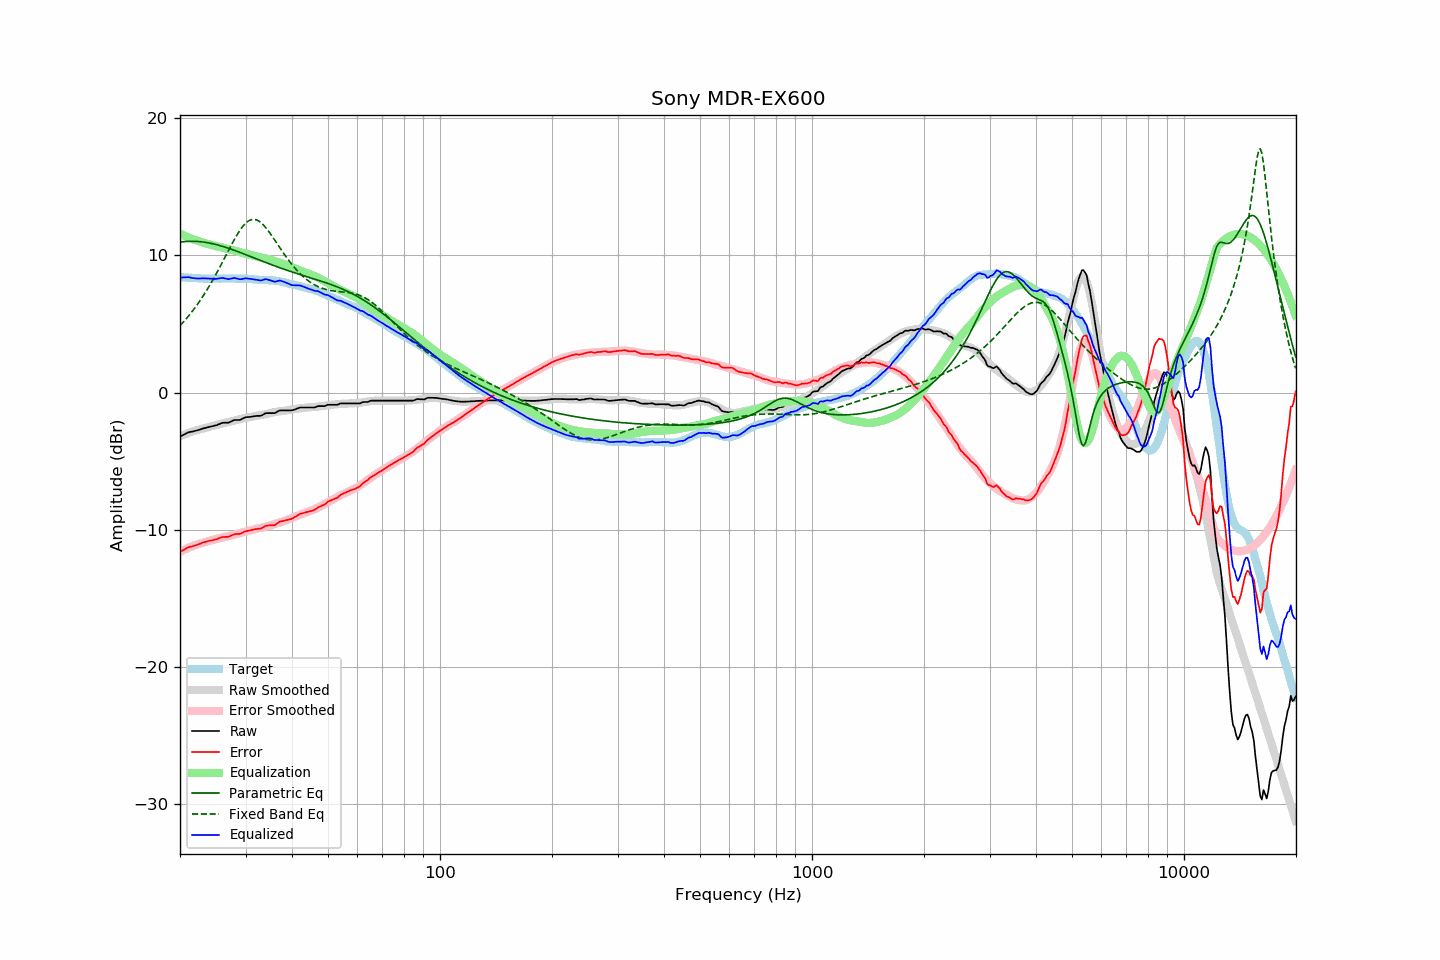 Sony MDR-EX600
20
10
0
−10
−20
−30
Amplitude (dBr)
Target
Raw Smoothed
Error Smoothed
Raw
Error
Equalization
Parametric Eq
Fixed Band Eq
Equalized
100
1000
10000
Frequency (Hz)